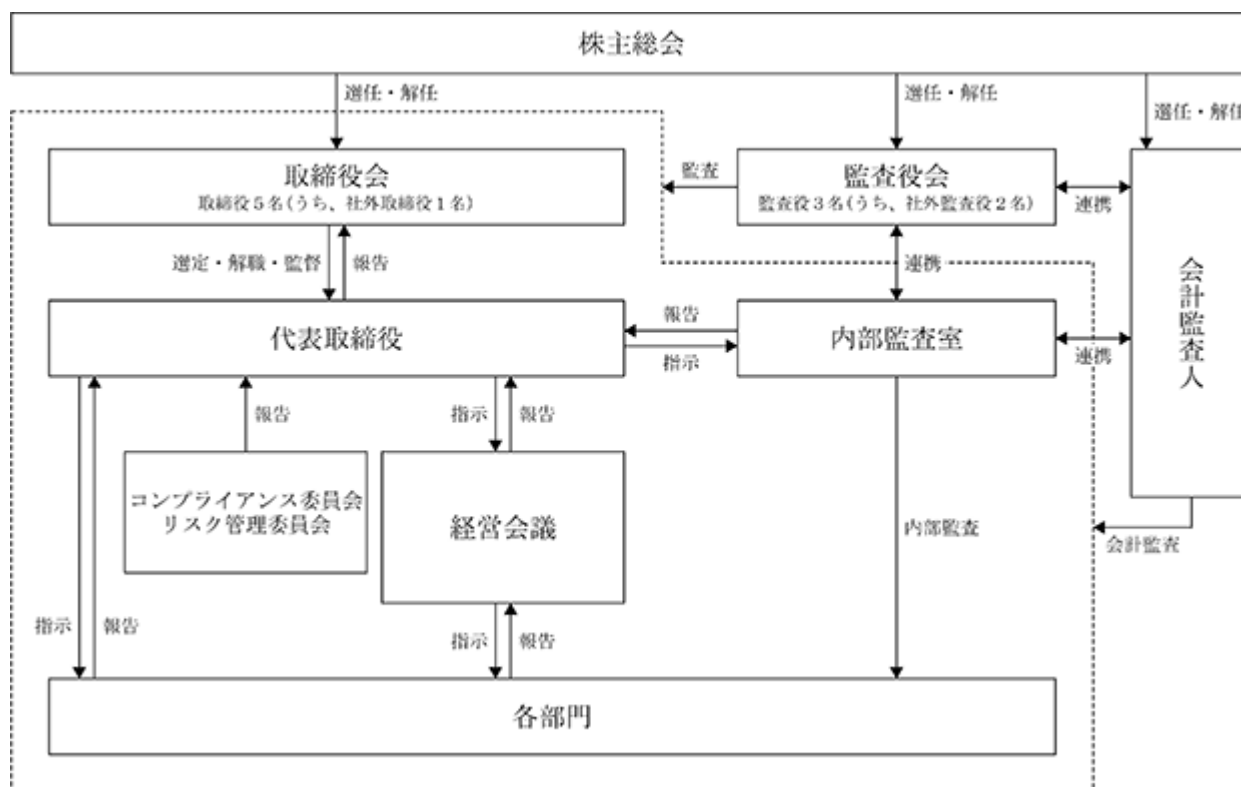 株主総会
選任・解任
選任・解任
選任・解任
取締役会
取締役5名(うち、社外取締役1名)
監査
監査役会
監査役3名(うち、社外監査役2名)
連携
会計監査人
選定・解職・監督
報告
連携
代表取締役
報告
指示
内部監査室
連携
報告
指示
報告
コンプライアンス委員会
リスク管理委員会
経営会議
内部監査
会計監査
指示
報告
指示
報告
各部門